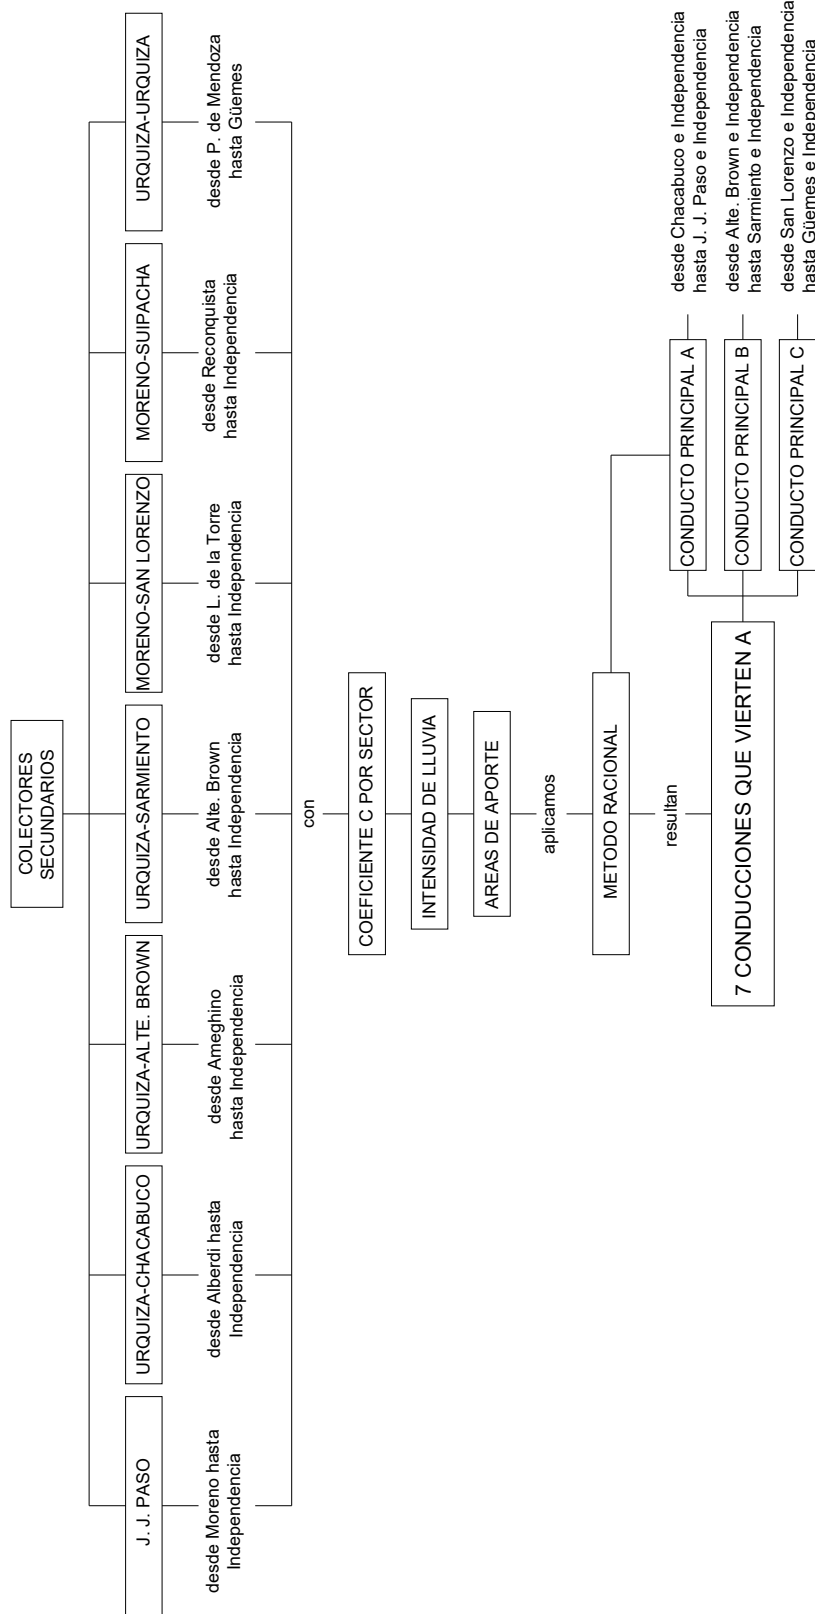 COLECTORES
SECUNDARIOS
J. J. PASO
URQUIZA-CHACABUCO
URQUIZA-ALTE. BROWN
URQUIZA-SARMIENTO
MORENO-SAN LORENZO
MORENO-SUIPACHA
URQUIZA-URQUIZA
desde Moreno hasta
Independencia
desde Alberdi hasta
Independencia
desde Ameghino
hasta Independencia
desde Alte. Brown
hasta Independencia
desde L. de la Torre
hasta Independencia
desde Reconquista
hasta Independencia
desde P. de Mendoza
hasta Güemes
con
COEFICIENTE C POR SECTOR
INTENSIDAD DE LLUVIA
AREAS DE APORTE
aplicamos
METODO RACIONAL
resultan
7 CONDUCCIONES QUE VIERTEN A
CONDUCTO PRINCIPAL A
desde Chacabuco e Independencia
hasta J. J. Paso e Independencia
CONDUCTO PRINCIPAL B
desde Alte. Brown e Independencia
hasta Sarmiento e Independencia
CONDUCTO PRINCIPAL C
desde San Lorenzo e Independencia
hasta Güemes e Independencia